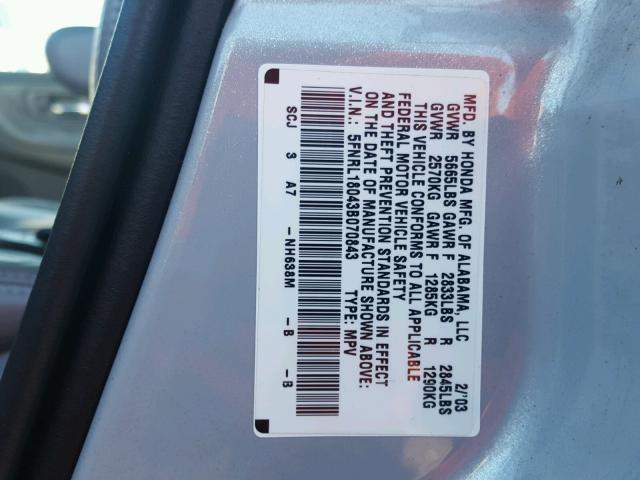 MFD. BY HONDA MFG. OF ALABAMA, LLC 2/'03
GVWR 5665LBS GAWR F 2833LBS R 2845LBS
GVWR 2570KG GAWR F 1285KG R 1290KG
THIS VEHICLE CONFORMS TO ALL APPLICABLE
FEDERAL MOTOR VEHICLE SAFETY
AND THEFT PREVENTION STANDARDS IN EFFECT
ON THE DATE OF MANUFACTURE SHOWN ABOVE.
V.I.N.: 5FNRL18043B070843 TYPE: MPV
SCJ 3 A7 -NH638M -B -B